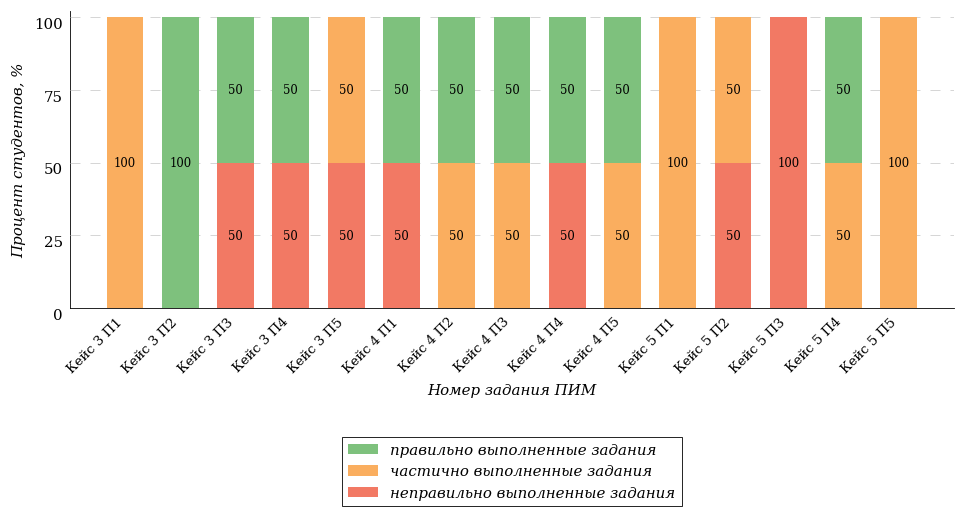 Процент студентов, %
100
75
50
25
0
100
100
50
50
50
50
50
50
50
50
100
50
100
50
100
50
50
50
50
50
50
50
50
50
50
Кейс 3 П1
Кейс 3 П2
Кейс 3 П3
Кейс 3 П4
Кейс 3 П5
Кейс 4 П1
Кейс 4 П2
Кейс 4 П3
Кейс 4 П4
Кейс 4 П5
Кейс 5 П1
Кейс 5 П2
Кейс 5 П3
Кейс 5 П4
Кейс 5 П5
Номер задания ПИМ
правильно выполненные задания
частично выполненные задания
неправильно выполненные задания